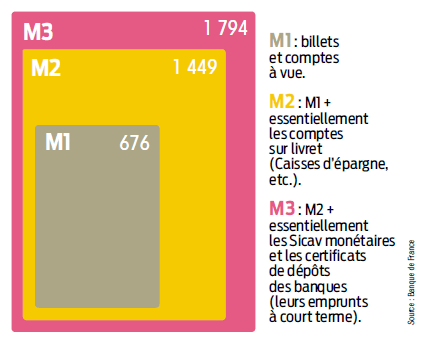 M3 1 794
M2 1 449
M1 676
M1 : billets
et comptes
à vue.
M2 : M1 +
essentiellement
les comptes
sur livret
(Caisses d'épargne,
etc.).
M3 : M2 +
essentiellement
les Sicav monétaires
et les certificats
de dépôts
des banques
(leurs emprunts
à court terme).
Source : Banque de France